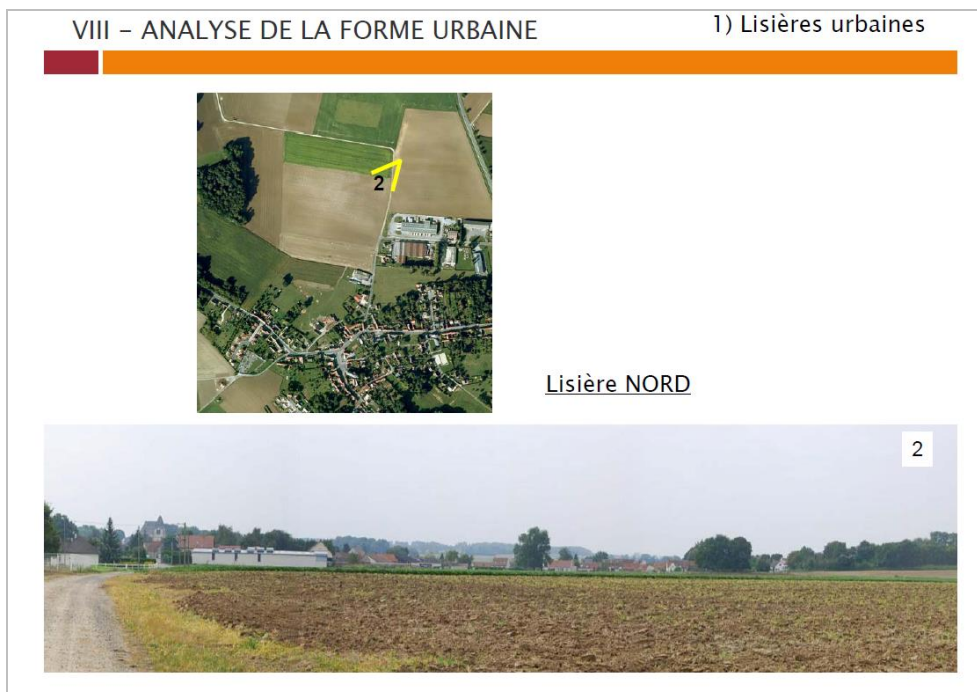 VIII – ANALYSE DE LA FORME URBAINE
1) Lisières urbaines
2
Lisière NORD
2